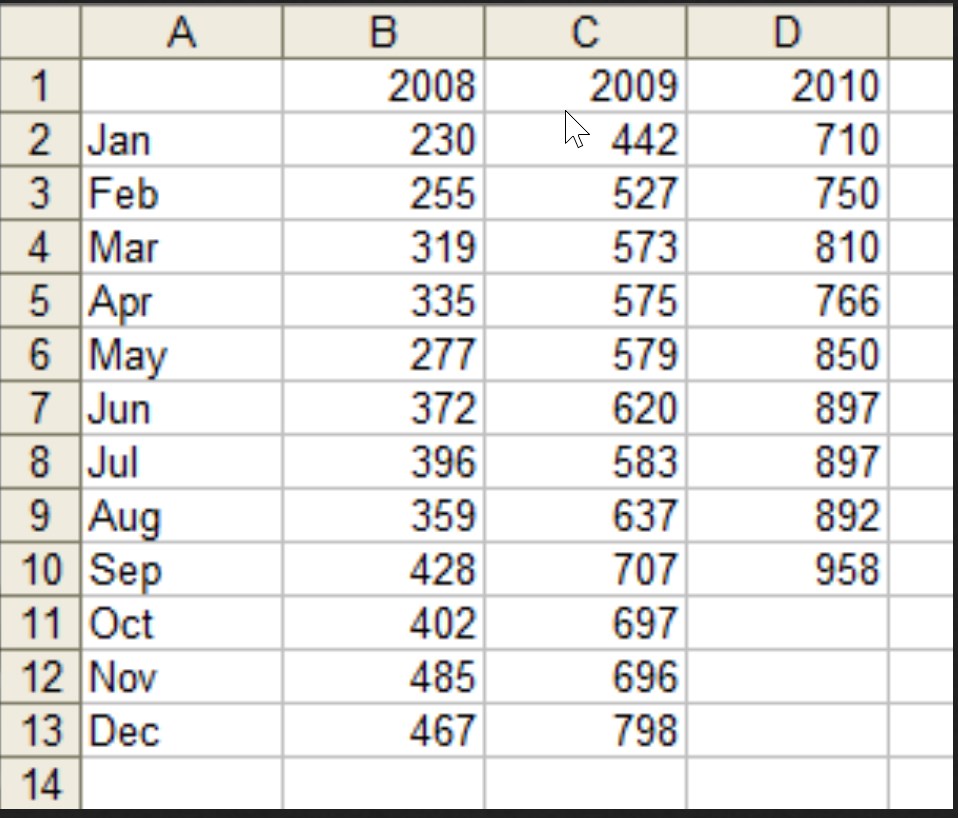 A B C D
1 2008 2009 2010
2 Jan 230 442 710
3 Feb 255 527 750
4 Mar 319 573 810
5 Apr 335 575 766
6 May 277 579 850
7 Jun 372 620 897
8 Jul 396 583 897
9 Aug 359 637 892
10 Sep 428 707 958
11 Oct 402 697
12 Nov 485 696
13 Dec 467 798
14